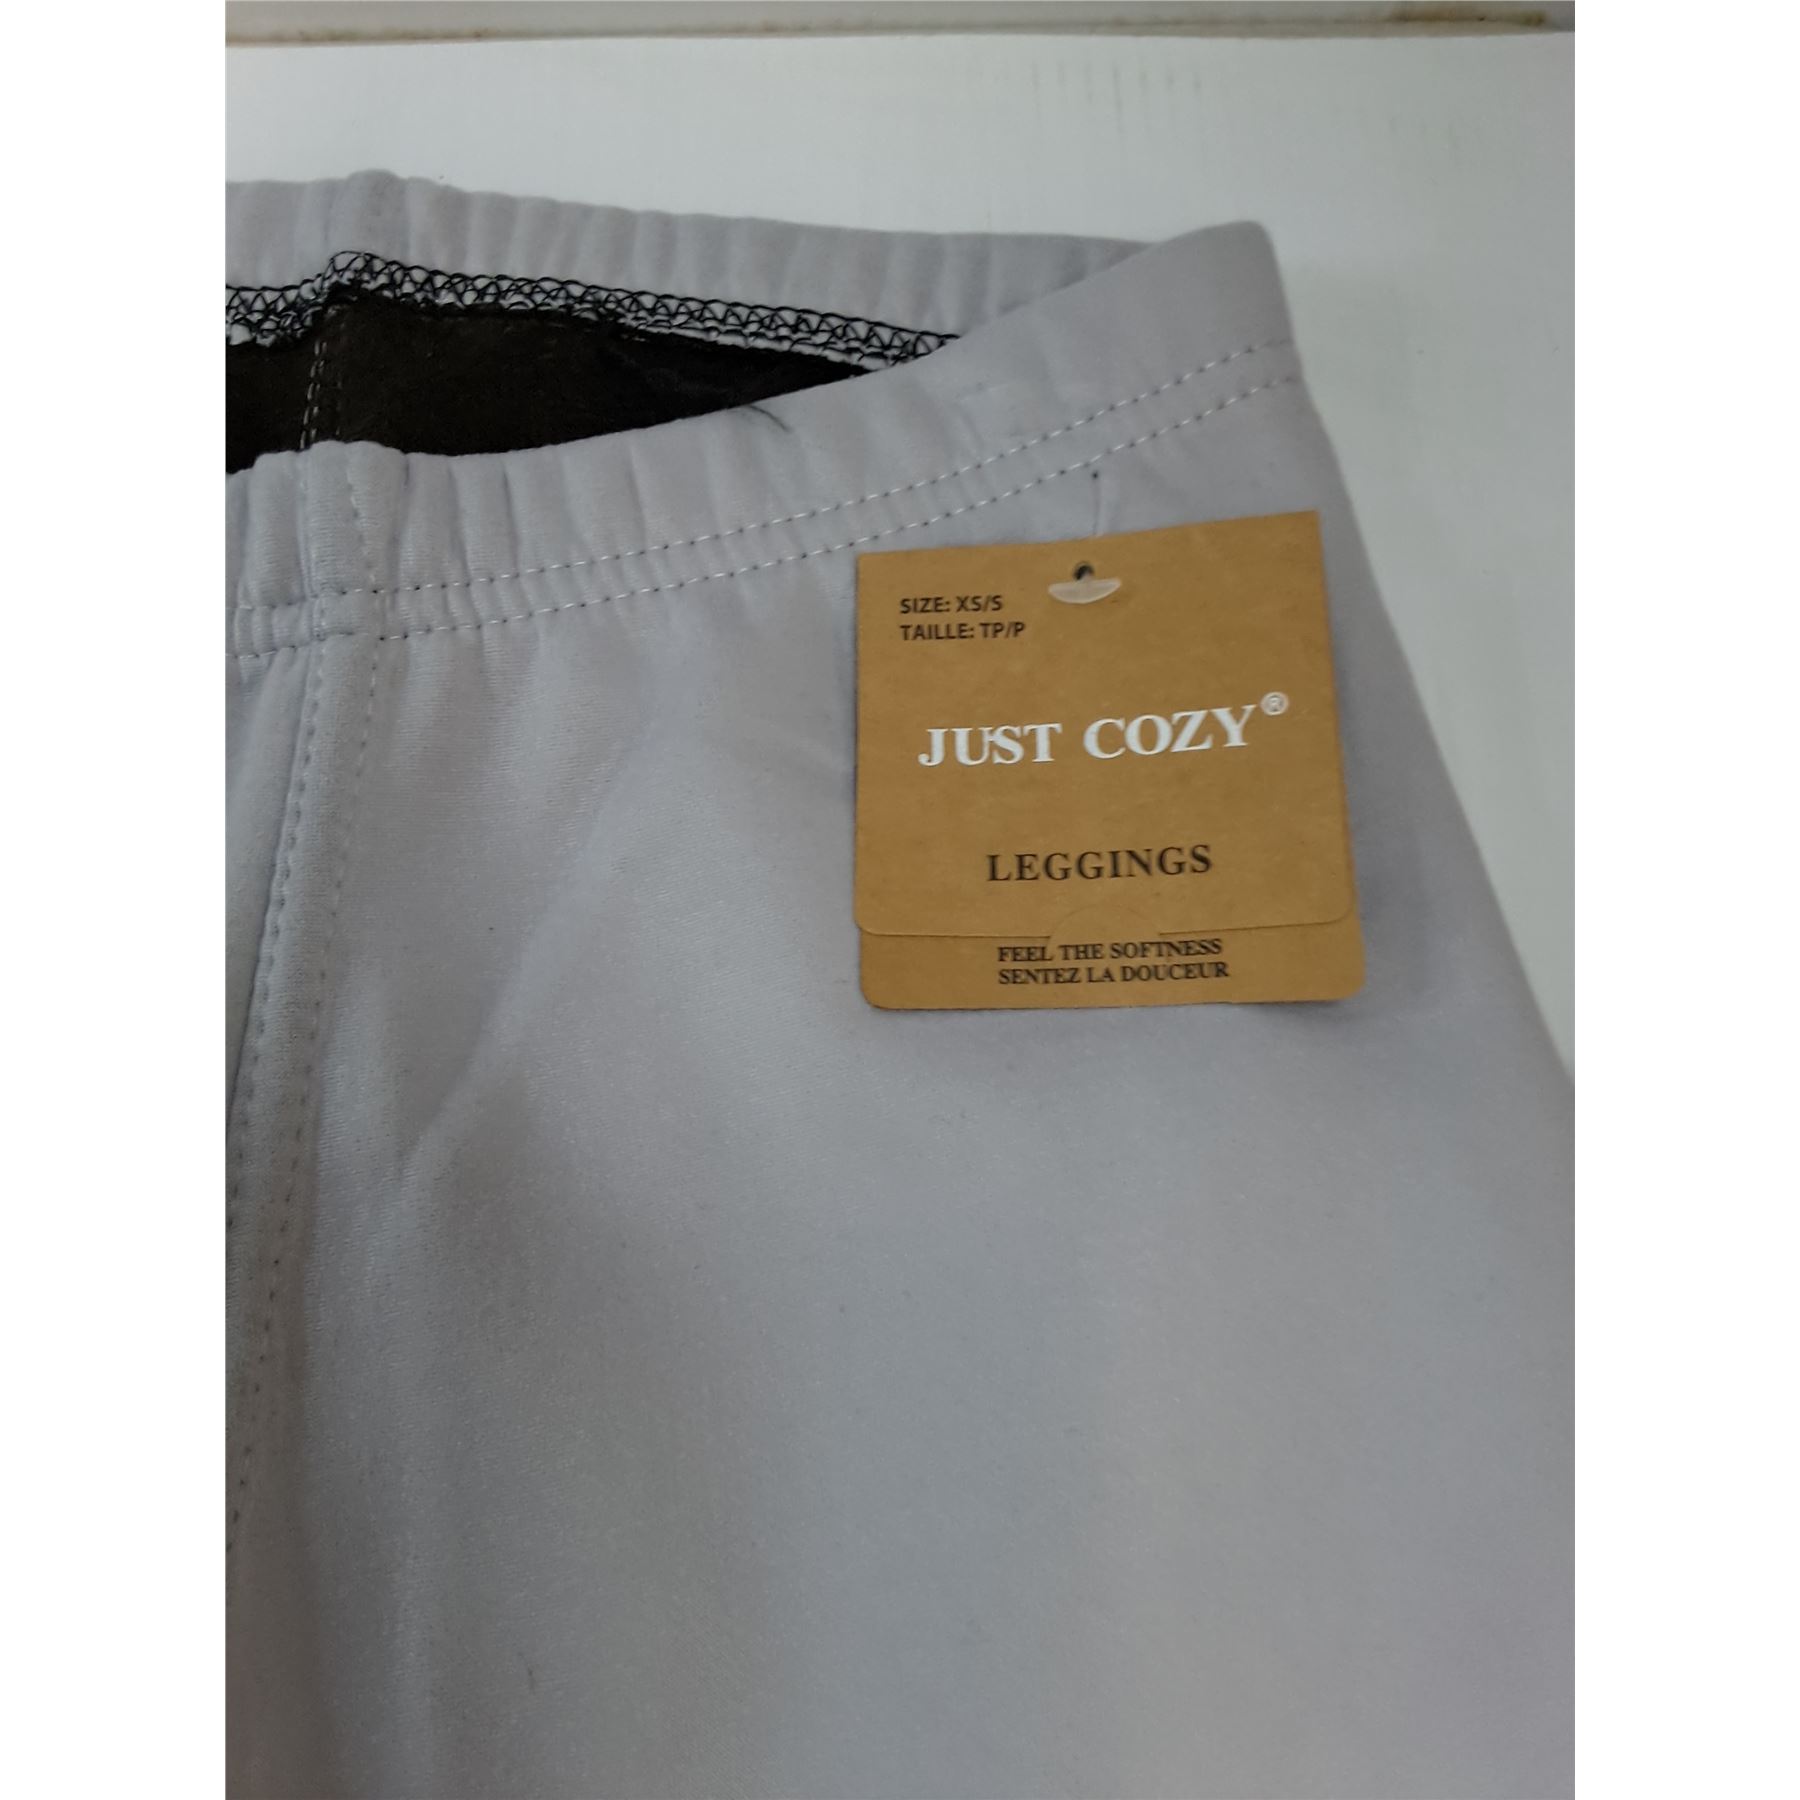 SIZE: XS/S
TAILLE: TP/P
JUST COZY®
LEGGINGS
FEEL THE SOFTNESS
SENTEZ LA DOUCEUR